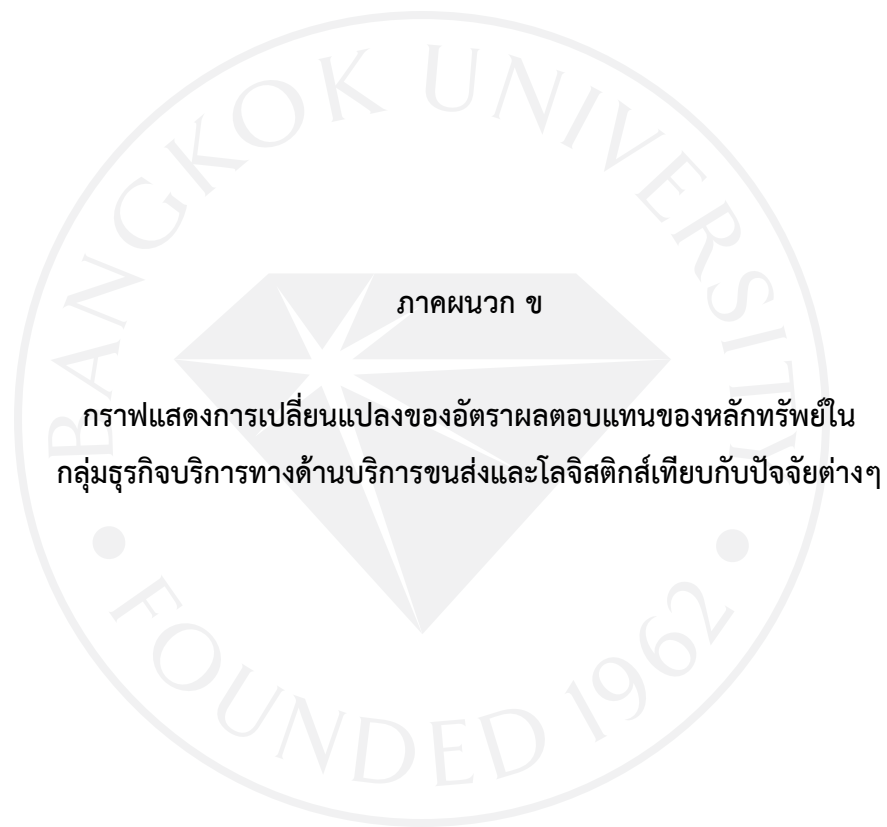 BANGKOK UNIVERSITY
ภาคผนวก ข
กราฟแสดงการเปลี่ยนแปลงของอัตราผลตอบแทนของหลักทรัพย์ใน
กลุ่มธุรกิจบริการทางด้านบริการขนส่งและโลจิสติกส์เทียบกับปัจจัยต่างๆ
FOUNDED 1962